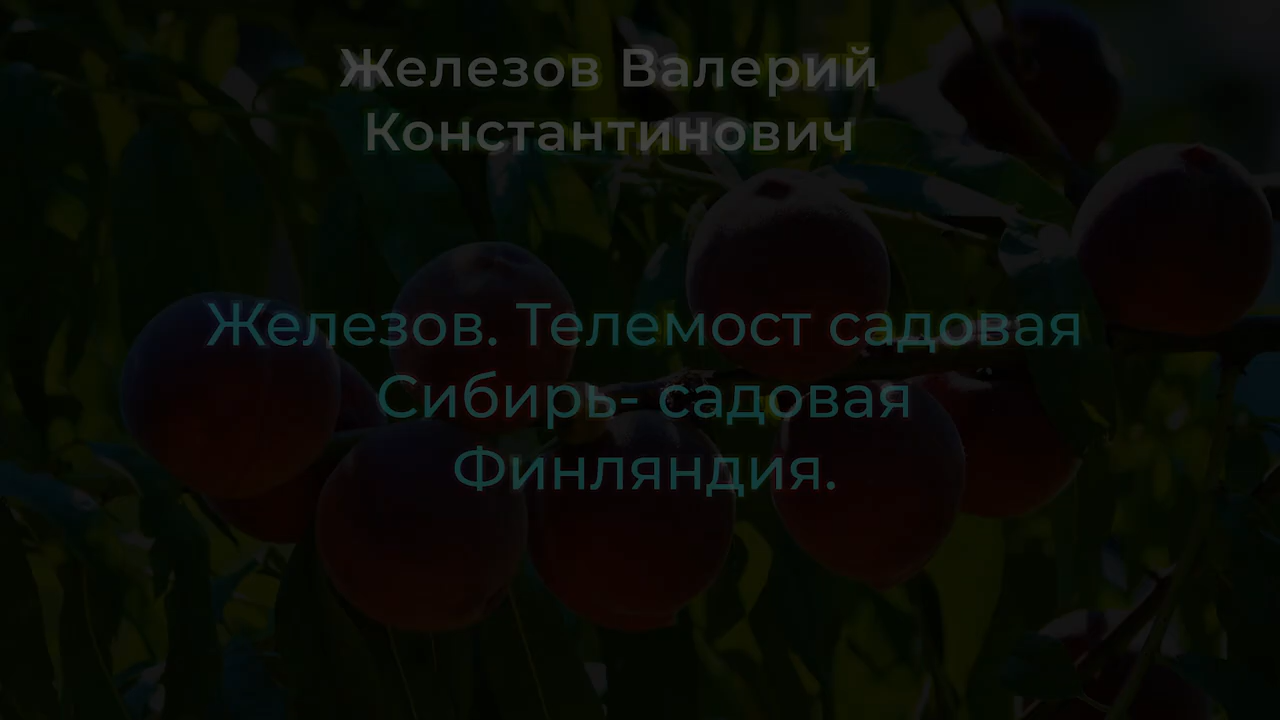 Железов Валерий
Константинович
Железов. Телемост садовая
Сибирь- садовая
Финляндия.